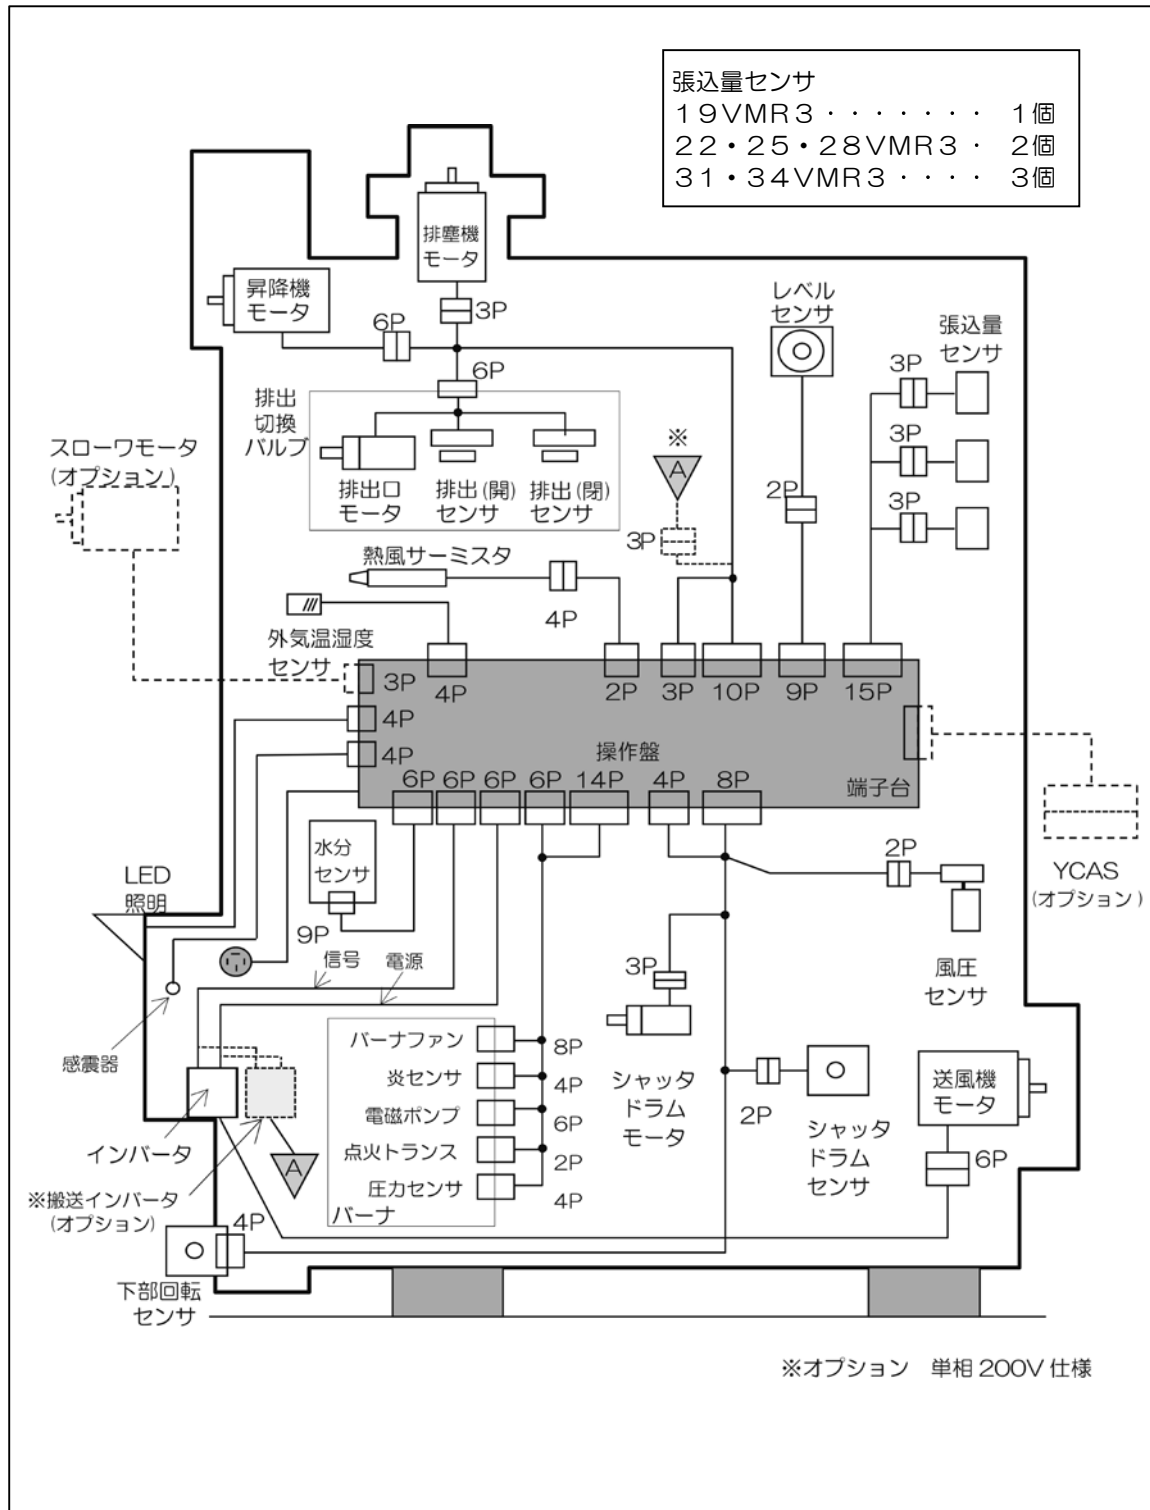 張込量センサ
19VMR3・・・・・・・ 1個
22・25・28VMR3・ 2個
31・34VMR3・・・・ 3個
排塵機
モータ
昇降機
モータ
3P
6P
6P
レベル
センサ
張込量
センサ
3P
3P
3P
排出
切換
バルブ
排出口
モータ
排出(開)
センサ
排出(閉)
センサ
スローワモータ
(オプション)
※
A
3P
2P
熱風サーミスタ
4P
外気温湿度
センサ
3P
4P
2P
3P
10P
9P
15P
4P
4P
操作盤
6P
6P
6P
6P
14P
4P
8P
端子台
水分
センサ
9P
LED
照明
2P
YCAS
(オプション)
信号
電源
3P
風圧
センサ
感震器
バーナファン
8P
炎センサ
4P
電磁ポンプ
6P
点火トランス
2P
圧力センサ
4P
バーナ
シャッタ
ドラム
モータ
2P
シャッタ
ドラム
センサ
送風機
モータ
6P
インバータ
A
※搬送インバータ
(オプション)
4P
下部回転
センサ
※オプション 単相200V仕様